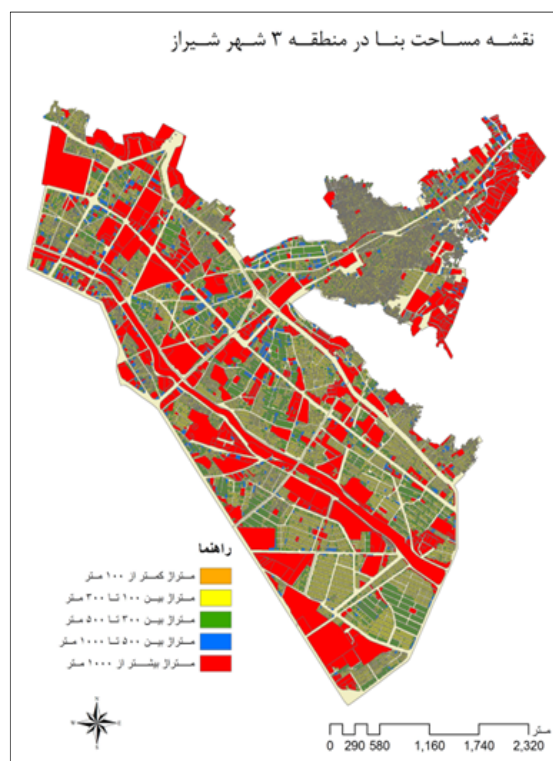 نقشه مساحت بنا در منطقه ۳ شهر شیراز
راهنما
متراژ کمتر از ۱۰۰ متر
متراژ بین ۱۰۰ تا ۳۰۰ متر
متراژ بین ۳۰۰ تا ۵۰۰ متر
متراژ بین ۵۰۰ تا ۱۰۰۰ متر
متراژ بیشتر از ۱۰۰۰ متر
متر
0 290 580 1,160 1,740 2,320